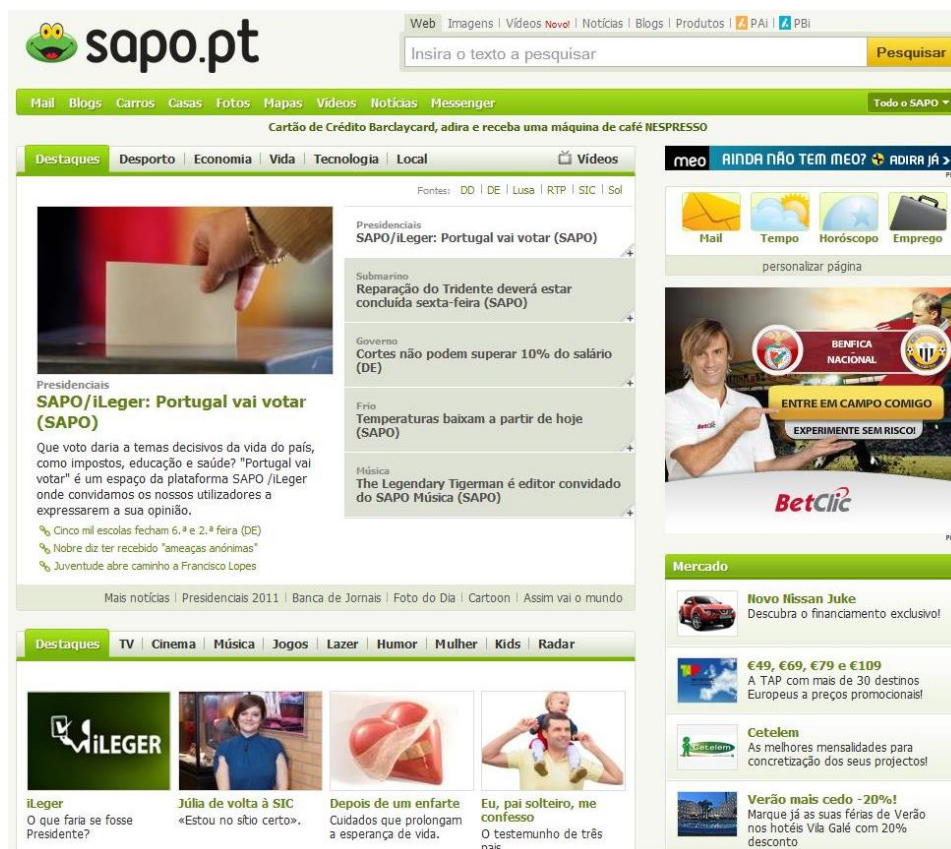 sapo.pt
Web Imagens | Vídeos Novo! | Notícias | Blogs | Produtos | PAi | PBi
Insira o texto a pesquisar
Pesquisar
Mail Blogs Carros Casas Fotos Mapas Vídeos Notícias Messenger
Todo o SAPO
Cartão de Crédito Barclaycard, adira e receba uma máquina de café NESPRESSO
Destaques Desporto | Economia | Vida | Tecnologia | Local
Vídeos
Fontes: DD | DE | Lusa | RTP | SIC | Sol
Presidenciais
SAPO/iLeger: Portugal vai votar
(SAPO)
Que voto daria a temas decisivos da vida do país,
como impostos, educação e saúde? "Portugal vai
votar" é um espaço da plataforma SAPO /iLeger
onde convidamos os nossos utilizadores a
expressarem a sua opinião.
Cinco mil escolas fecham 6.ª e 2.ª feira (DE)
Nobre diz ter recebido "ameaças anónimas"
Juventude abre caminho a Francisco Lopes
Presidenciais
SAPO/iLeger: Portugal vai votar (SAPO)
Submarino
Reparação do Tridente deverá estar
concluída sexta-feira (SAPO)
Governo
Cortes não podem superar 10% do salário
(DE)
Frio
Temperaturas baixam a partir de hoje
(SAPO)
Música
The Legendary Tigerman é editor convidado
do SAPO Música (SAPO)
Mais notícias | Presidenciais 2011 | Banca de Jornais | Foto do Dia | Cartoon | Assim vai o mundo
meo AINDA NÃO TEM MEO? ADIRA JÁ >
Mail Tempo Horóscopo Emprego
personalizar página
BENFICA
-
NACIONAL
ENTRE EM CAMPO COMIGO
EXPERIMENTE SEM RISCO!
BetClic
BetClic
Destaques TV | Cinema | Música | Jogos | Lazer | Humor | Mulher | Kids | Radar
iLEGER
iLeger
O que faria se fosse
Presidente?
Júlia de volta à SIC
«Estou no sítio certo».
Depois de um enfarte
Cuidados que prolongam
a esperança de vida.
Eu, pai solteiro, me
confesso
O testemunho de três
pais
Mercado
Novo Nissan Juke
Descubra o financiamento exclusivo!
€49, €69, €79 e €109
A TAP com mais de 30 destinos
Europeus a preços promocionais!
Cetelem
Cetelem
As melhores mensalidades para
concretização dos seus projectos!
Verão mais cedo -20%!
Marque já as suas férias de Verão
nos hotéis Vila Galé com 20%
desconto